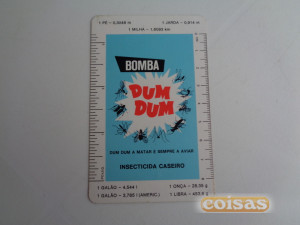 1 PÉ - 0,3048 m
1 JARDA - 0,914 m
1 MILHA - 1,6093 km
BOMBA
DUM
DUM
DUM DUM A MATAR E SEMPRE A AVIAR
INSECTICIDA CASEIRO
1 GALÃO - 4,544 l
1 ONÇA - 28,35 g
1 GALÃO - 3,785 l (AMERIC.)
1 LIBRA - 453,6 g
coisas